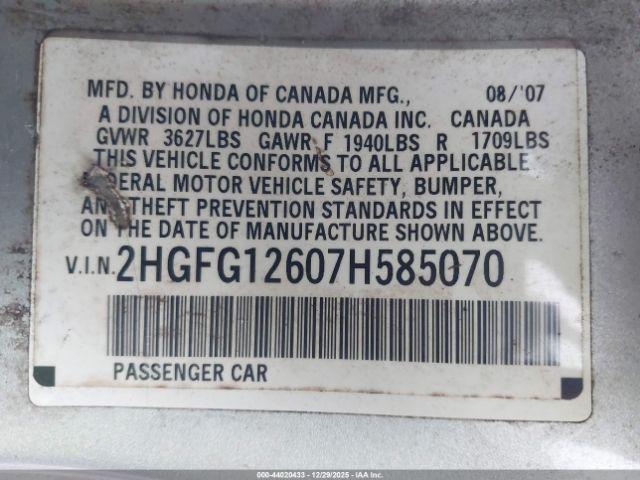 MFD. BY HONDA OF CANADA MFG., 08/'07
A DIVISION OF HONDA CANADA INC. CANADA
GVWR 3627LBS GAWR F 1940LBS R 1709LBS
THIS VEHICLE CONFORMS TO ALL APPLICABLE
EDERAL MOTOR VEHICLE SAFETY, BUMPER,
AN THEFT PREVENTION STANDARDS IN EFFECT
ON THE DATE OF MANUFACTURE SHOWN ABOVE.
V.I.N. 2HGFG12607H585070
PASSENGER CAR
000-44020433 - 12/29/2025 - IAA.com